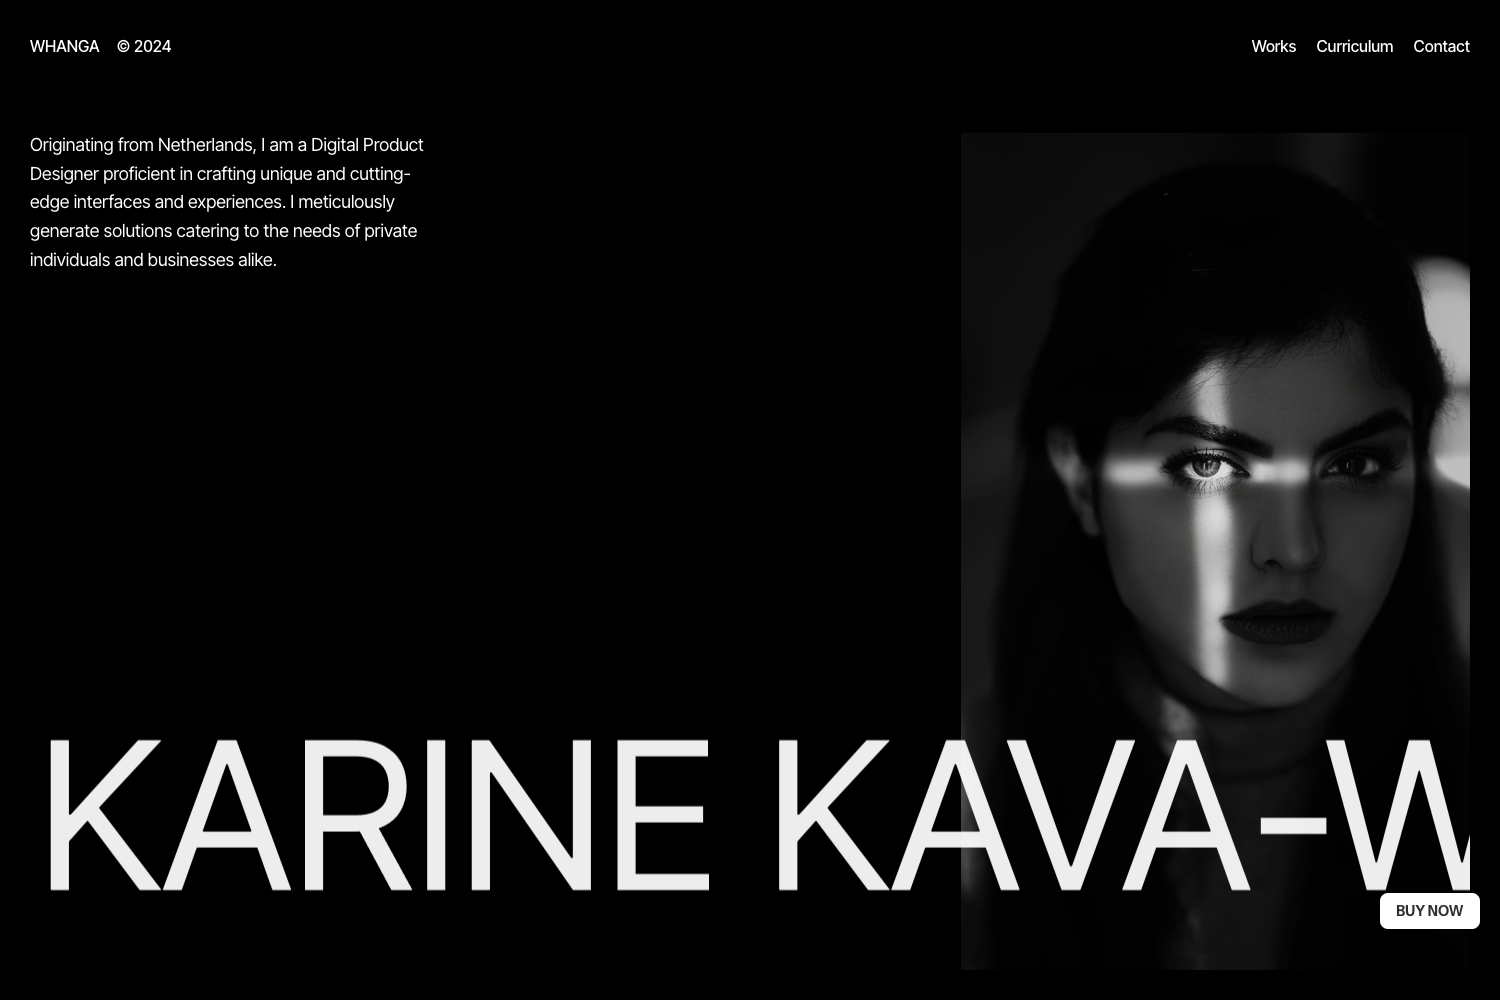 WHANGA © 2024
Works Curriculum Contact
Originating from Netherlands, I am a Digital Product
Designer proficient in crafting unique and cutting-
edge interfaces and experiences. I meticulously
generate solutions catering to the needs of private
individuals and businesses alike.
KARINE KAVA-W
BUY NOW